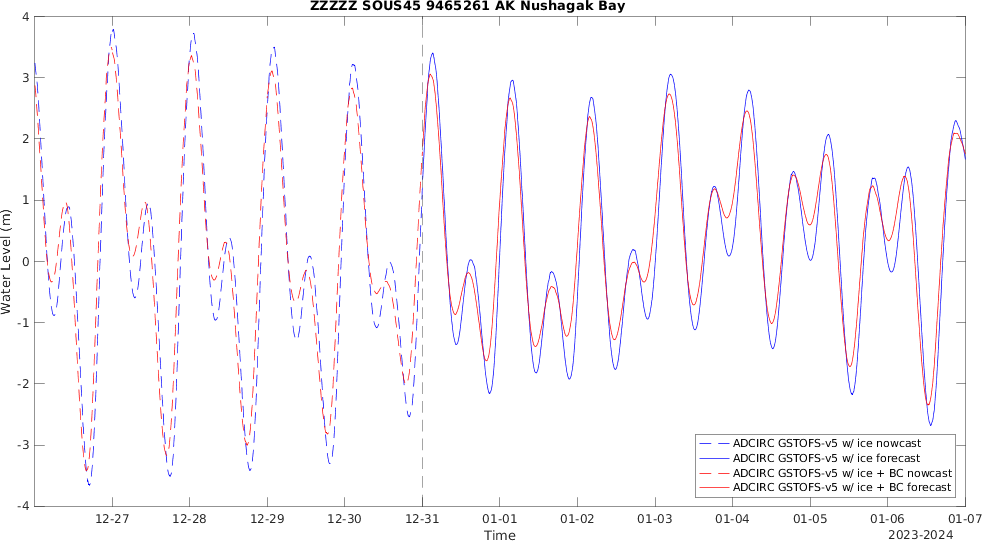 ZZZZZ SOUS45 9465261 AK Nushagak Bay
4
3
2
1
0
-1
-2
-3
-4
Water Level (m)
ADCIRC GSTOFS-v5 w/ ice nowcast
ADCIRC GSTOFS-v5 w/ ice forecast
ADCIRC GSTOFS-v5 w/ ice + BC nowcast
ADCIRC GSTOFS-v5 w/ ice + BC forecast
12-27 12-28 12-29 12-30 12-31 01-01 01-02 01-03 01-04 01-05 01-06 01-07
Time
2023-2024